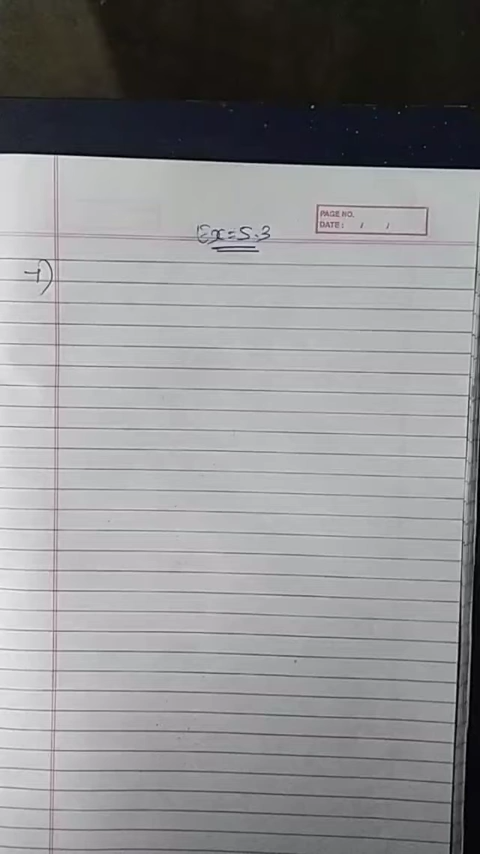 PAGE NO.
DATE: / /
Ex=5.3
1)